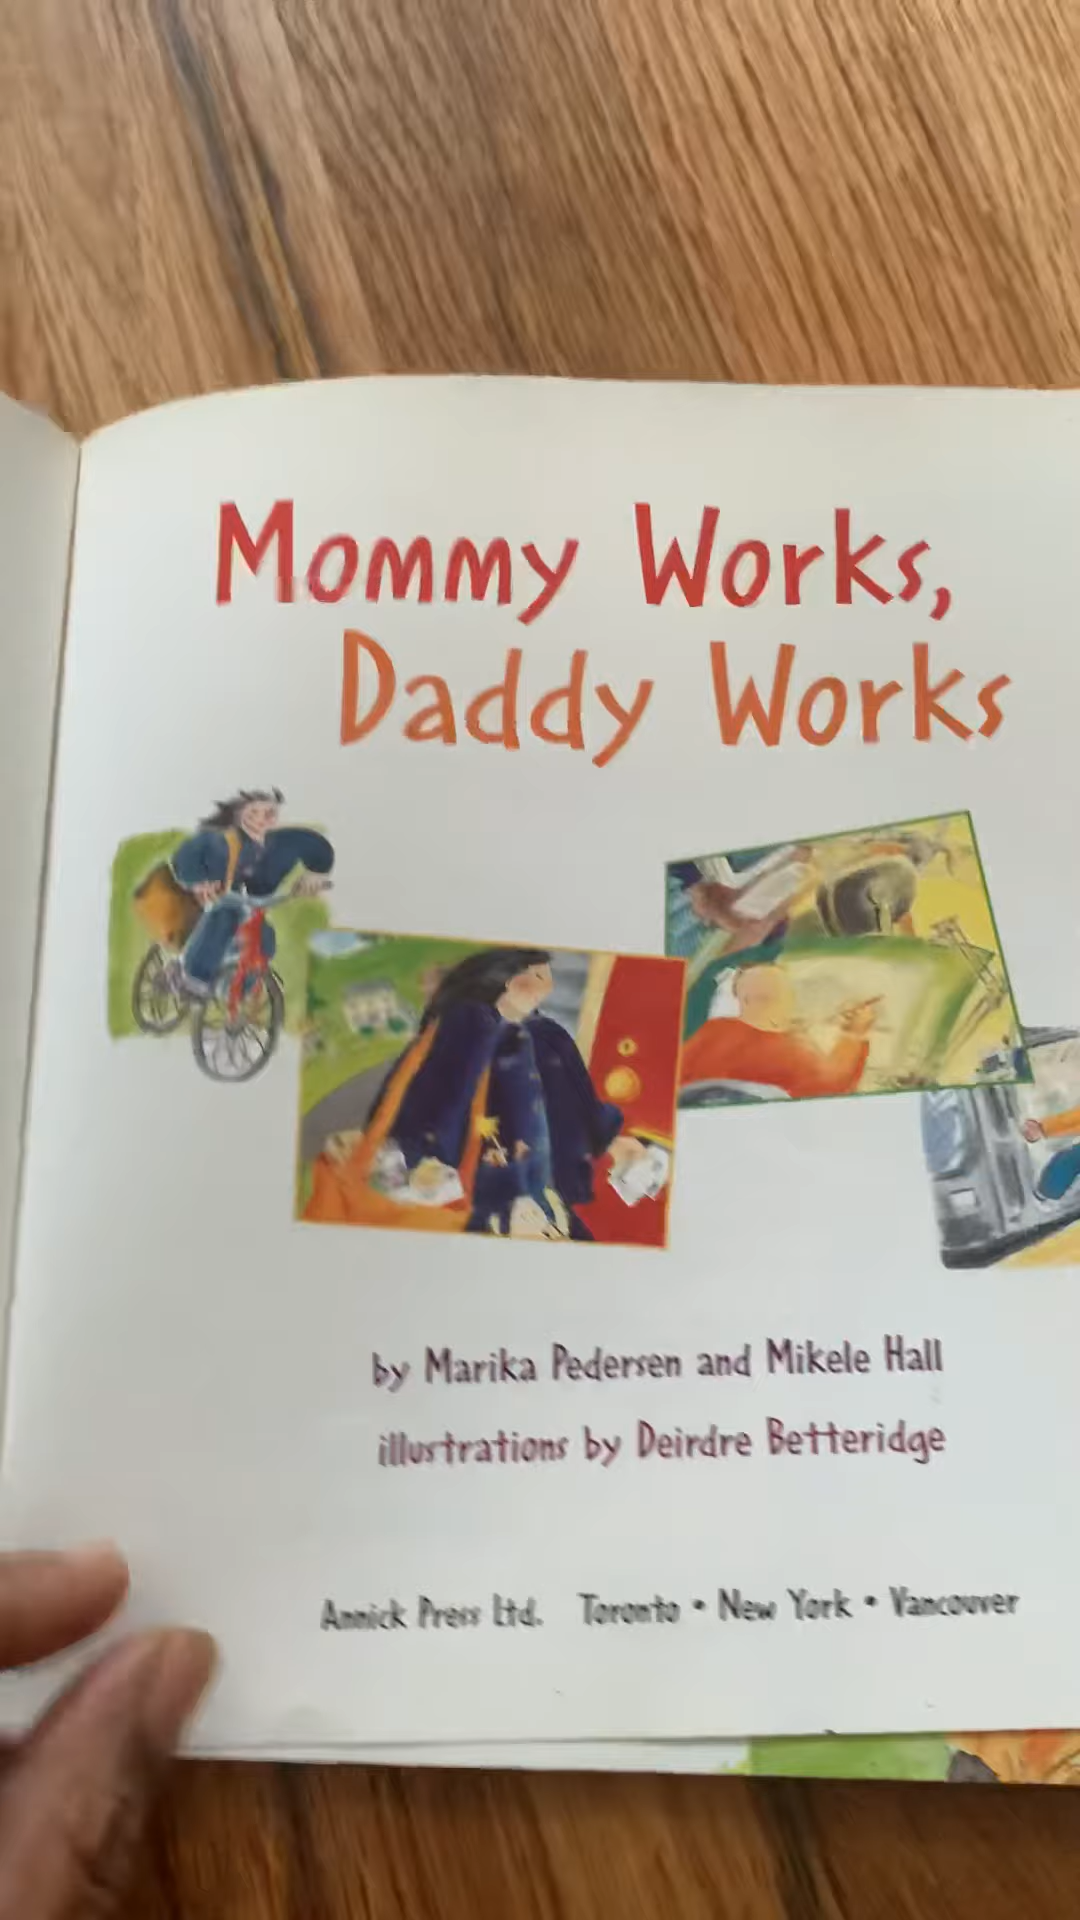 Mommy Works,
Daddy Works
by Marika Pedersen and Mikele Hall
illustrations by Deirdre Betteridge
Annick Press Ltd. Toronto • New York • Vancouver